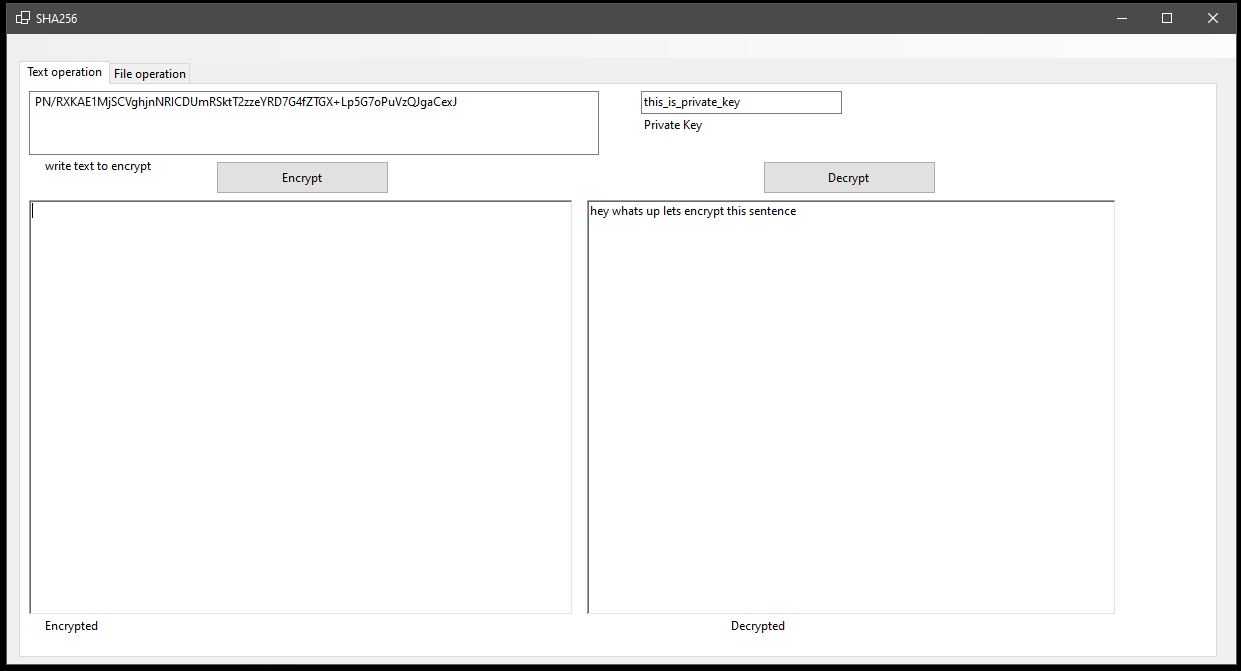 SHA256
Text operation
File operation
PN/RXKAE1MjSCVghjnNRlCDUmRSktT2zzeYRD7G4fZTGX+Lp5G7oPuVzQJgaCexJ
this_is_private_key
Private Key
write text to encrypt
Encrypt
Decrypt
hey whats up lets encrypt this sentence
Encrypted
Decrypted